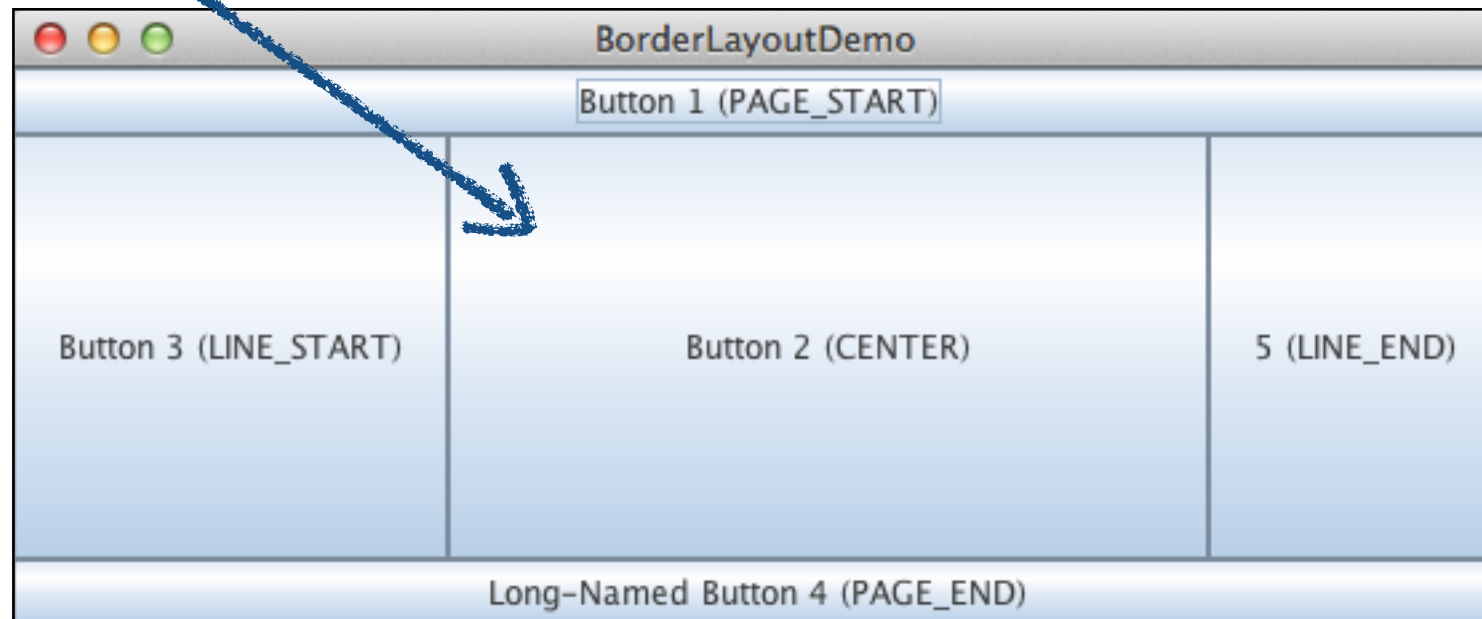 BorderLayoutDemo
Button 1 (PAGE_START)
Button 3 (LINE_START)
Button 2 (CENTER)
5 (LINE_END)
Long-Named Button 4 (PAGE_END)